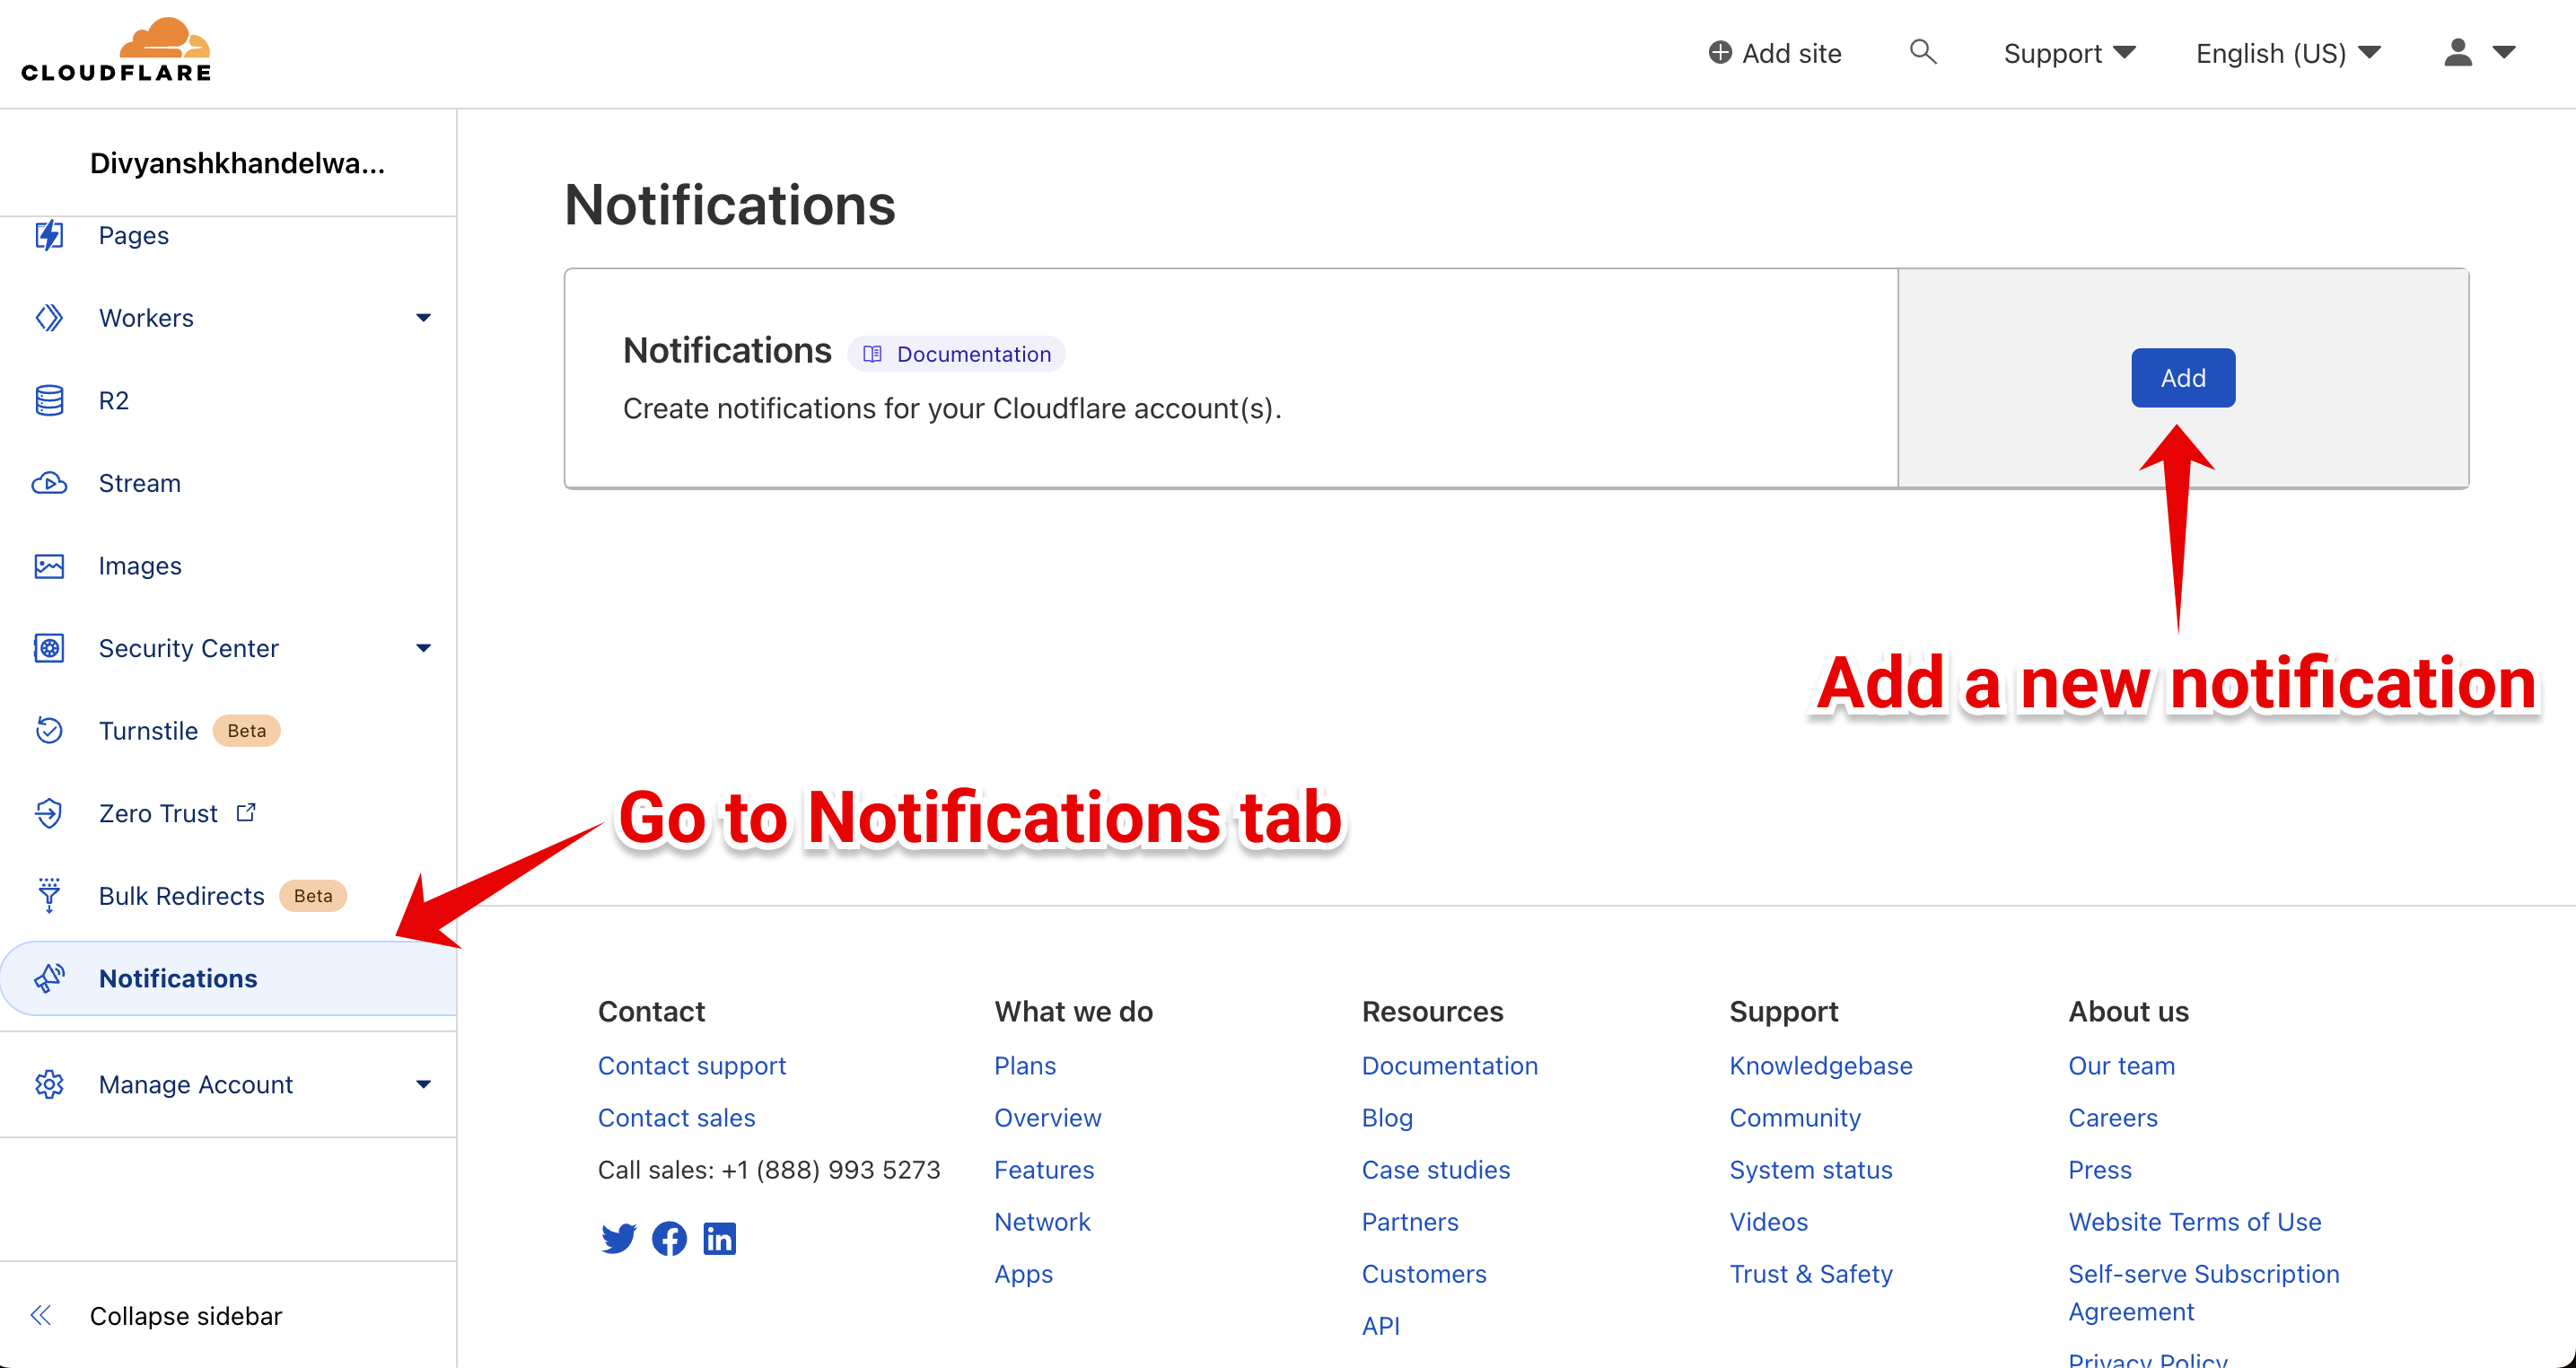 CLOUDFLARE
Add site
Support
English (US)
Divyanshkhandelwa...
Pages
Workers
R2
Stream
Images
Security Center
Turnstile Beta
Zero Trust
Bulk Redirects Beta
Notifications
Manage Account
Collapse sidebar
Notifications
Notifications Documentation
Create notifications for your Cloudflare account(s).
Add
Add a new notification
Go to Notifications tab
Contact
Contact support
Contact sales
Call sales: +1 (888) 993 5273
What we do
Plans
Overview
Features
Network
Apps
Resources
Documentation
Blog
Case studies
Partners
Customers
API
Support
Knowledgebase
Community
System status
Videos
Trust & Safety
About us
Our team
Careers
Press
Website Terms of Use
Self-serve Subscription
Agreement
Privacy Policy